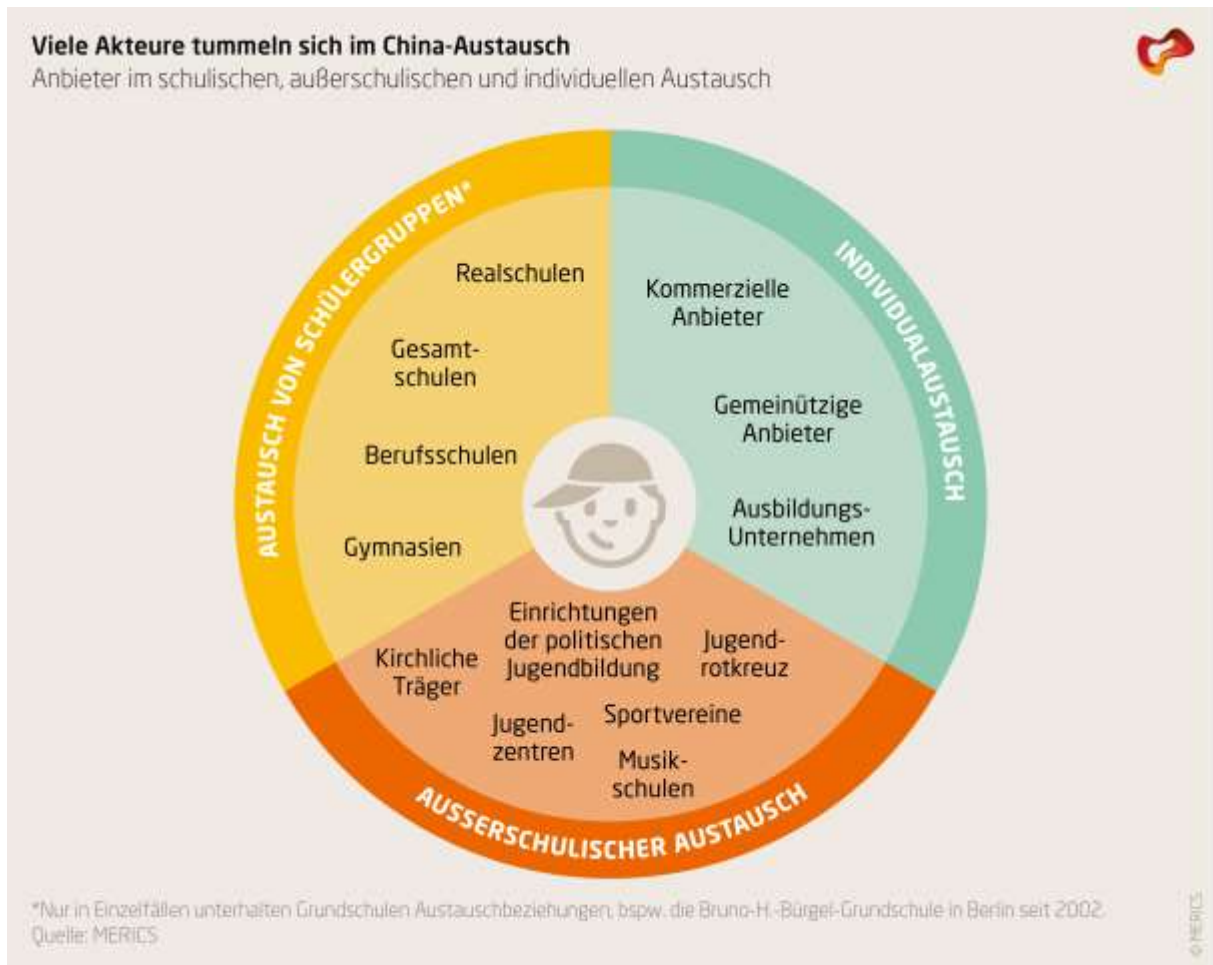 Viele Akteure tummeln sich im China-Austausch
Anbieter im schulischen, außerschulischen und individuellen Austausch
AUSTAUSCH VON SCHÜLERGRUPPEN*
Realschulen
Gesamt-
schulen
Berufsschulen
Gymnasien
INDIVIDUALAUSTAUSCH
Kommerzielle
Anbieter
Gemeinützige
Anbieter
Ausbildungs-
Unternehmen
Einrichtungen
der politischen
Jugendbildung
Jugend-
rotkreuz
Kirchliche
Träger
Sportvereine
Jugend-
zentren
Musik-
schulen
AUSSERSCHULISCHER AUSTAUSCH
*Nur in Einzelfällen unterhalten Grundschulen Austauschbeziehungen, bspw. die Bruno-H.-Bürgel-Grundschule in Berlin seit 2002.
Quelle: MERICS
© MERICS